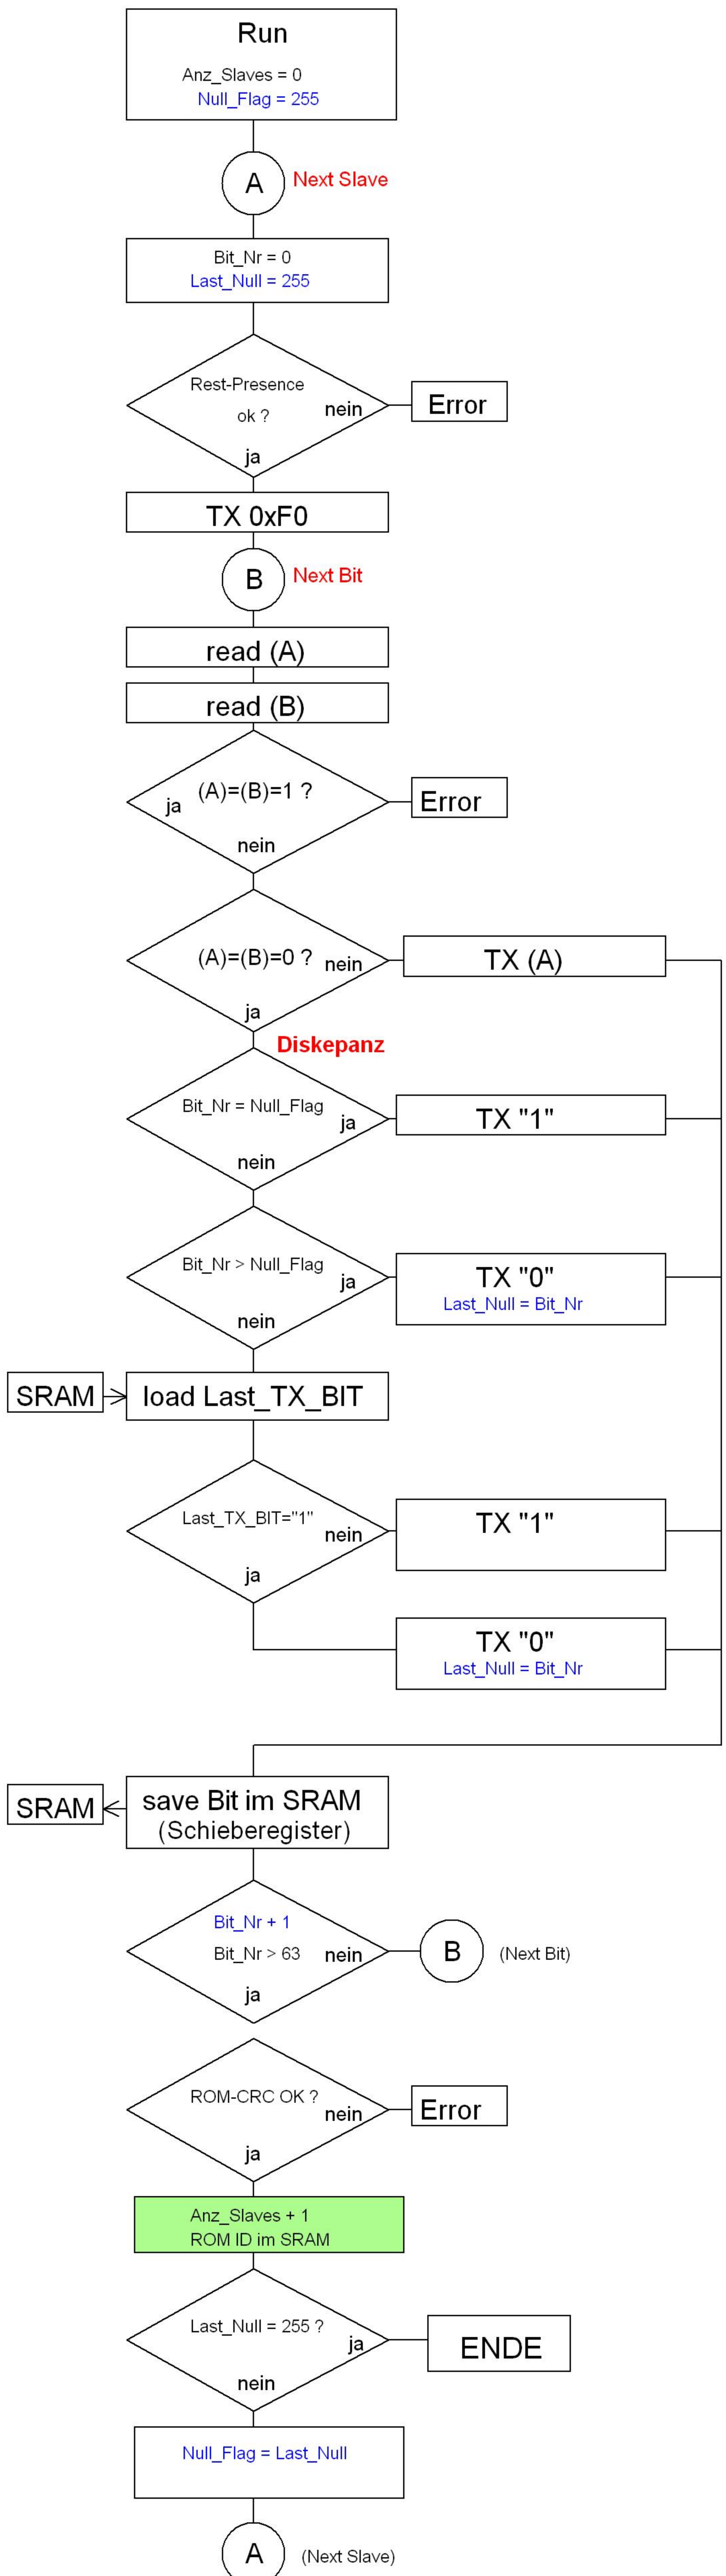 Run
Anz_Slaves = 0
Null_Flag = 255
A
Next Slave
Bit_Nr = 0
Last_Null = 255
Rest-Presence
ok ?
nein
ja
Error
TX 0xF0
B
Next Bit
read (A)
read (B)
(A)=(B)=1 ?
ja
nein
Error
(A)=(B)=0 ?
nein
ja
TX (A)
Diskepanz
Bit_Nr = Null_Flag
ja
nein
TX "1"
Bit_Nr > Null_Flag
ja
nein
TX "0"
Last_Null = Bit_Nr
SRAM
load Last_TX_BIT
Last_TX_BIT="1"
nein
ja
TX "1"
TX "0"
Last_Null = Bit_Nr
SRAM
save Bit im SRAM
(Schieberegister)
Bit_Nr + 1
Bit_Nr > 63
nein
ja
B
(Next Bit)
ROM-CRC OK ?
nein
ja
Error
Anz_Slaves + 1
ROM ID im SRAM
Last_Null = 255 ?
ja
nein
ENDE
Null_Flag = Last_Null
A
(Next Slave)